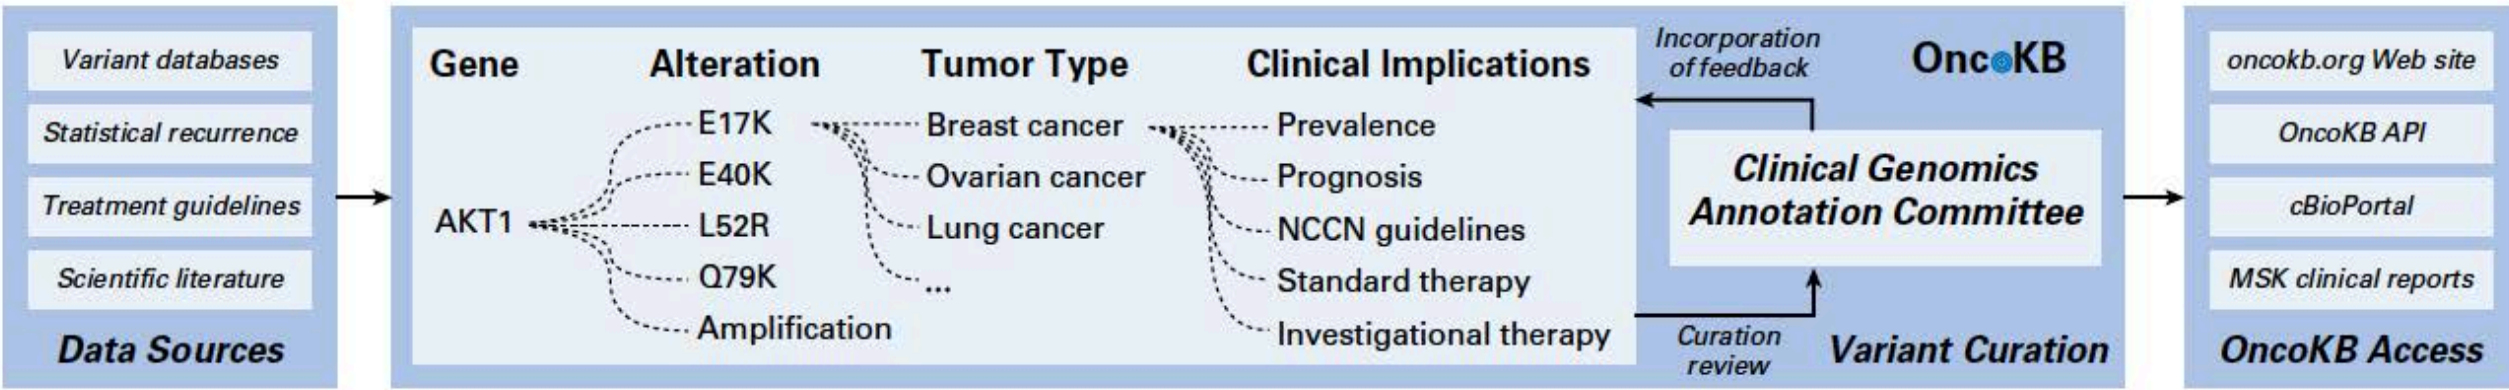 Variant databases
Statistical recurrence
Treatment guidelines
Scientific literature
Data Sources
Gene
Alteration
Tumor Type
Clinical Implications
AKT1
E17K
E40K
L52R
Q79K
Amplification
Breast cancer
Ovarian cancer
Lung cancer
...
Prevalence
Prognosis
NCCN guidelines
Standard therapy
Investigational therapy
Incorporation
of feedback
OncoKB
Clinical Genomics
Annotation Committee
Curation
review
Variant Curation
oncokb.org Web site
OncoKB API
cBioPortal
MSK clinical reports
OncoKB Access